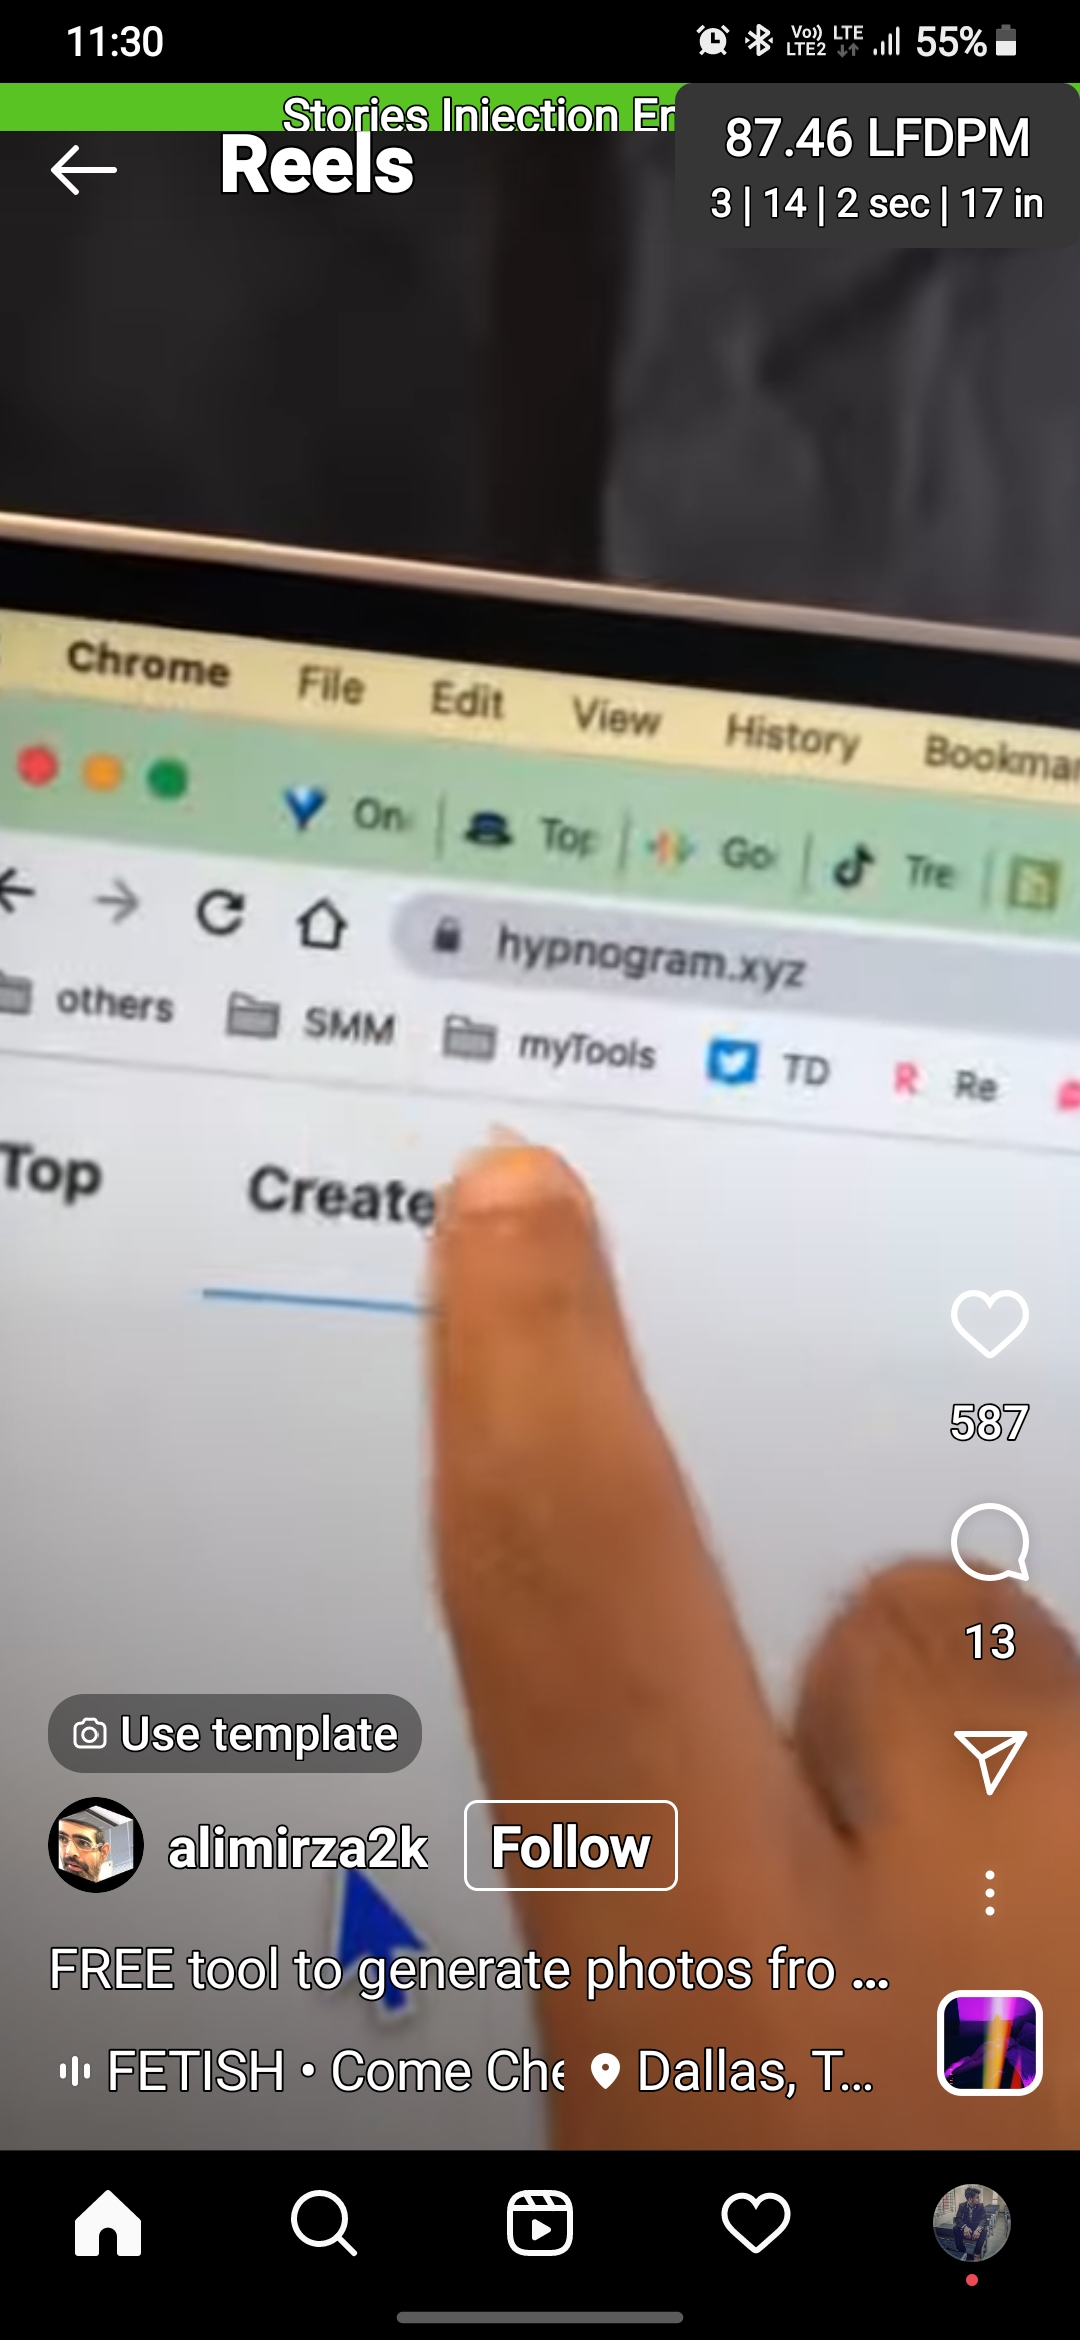 11:30
Vo)) LTE2 LTE 55%
Stories Injection En
87.46 LFDPM
3 | 14 | 2 sec | 17 in
Reels
Chrome File Edit View History Bookmar
On Top Go Tre
hypnogram.xyz
others SMM myTools TD Re
Top Create
587
13
Use template
alimirza2k Follow
FREE tool to generate photos fro ...
FETISH • Come Che Dallas, T...